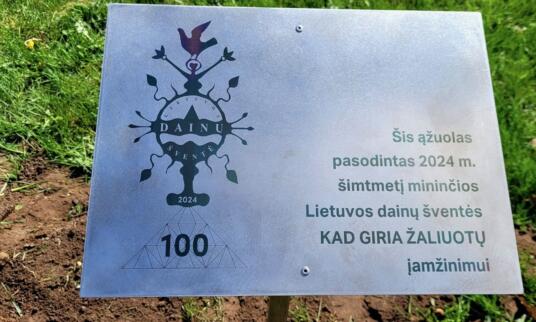 DAINŲ
ŠVENTĖ
2024
100
Šis ąžuolas
pasodintas 2024 m.
šimtmetį mininčios
Lietuvos dainų šventės
KAD GIRIA ŽALIUOTŲ
įamžinimui